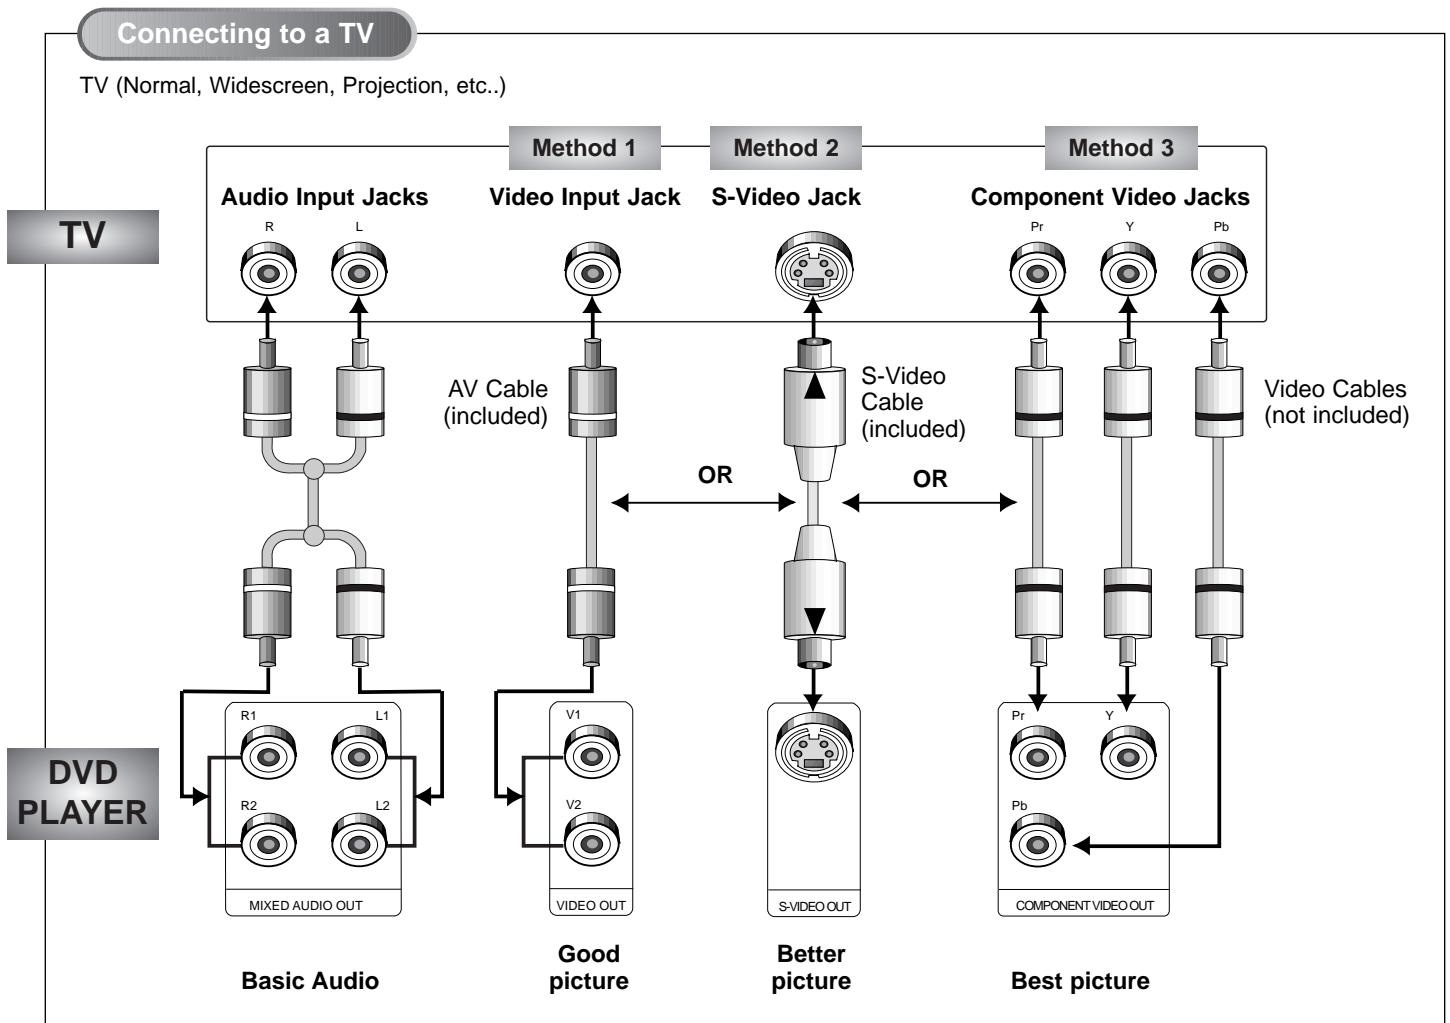 Connecting to a TV
TV (Normal, Widescreen, Projection, etc..)
Method 1
Method 2
Method 3
Audio Input Jacks
Video Input Jack
S-Video Jack
Component Video Jacks
TV
R
L
Pr
Y
Pb
AV Cable
(included)
S-Video
Cable
(included)
Video Cables
(not included)
OR
OR
DVD
PLAYER
R1
L1
R2
L2
MIXED AUDIO OUT
V1
V2
VIDEO OUT
S-VIDEO OUT
Pr
Y
Pb
COMPONENT VIDEO OUT
Basic Audio
Good
picture
Better
picture
Best picture